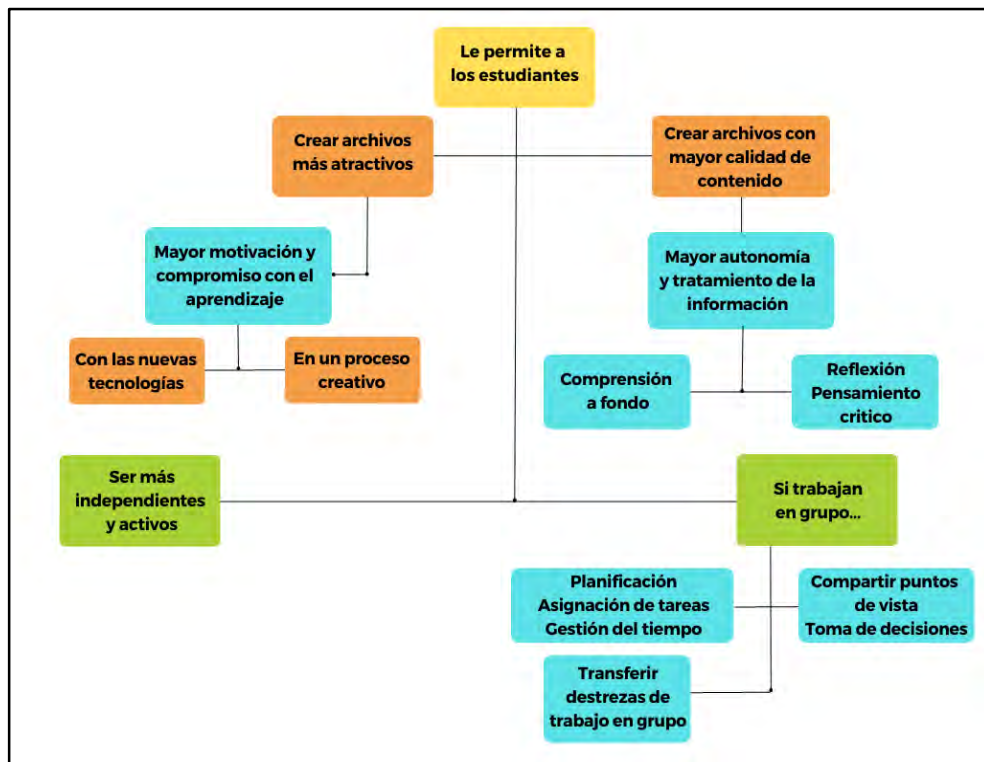 Le permite a
los estudiantes
Crear archivos
más atractivos
Crear archivos con
mayor calidad de
contenido
Mayor motivación y
compromiso con el
aprendizaje
Mayor autonomía
y tratamiento de la
información
Con las nuevas
tecnologías
En un proceso
creativo
Comprensión
a fondo
Reflexión
Pensamiento
critico
Ser más
independientes
y activos
Si trabajan
en grupo...
Planificación
Asignación de tareas
Gestión del tiempo
Compartir puntos
de vista
Toma de decisiones
Transferir
destrezas de
trabajo en grupo